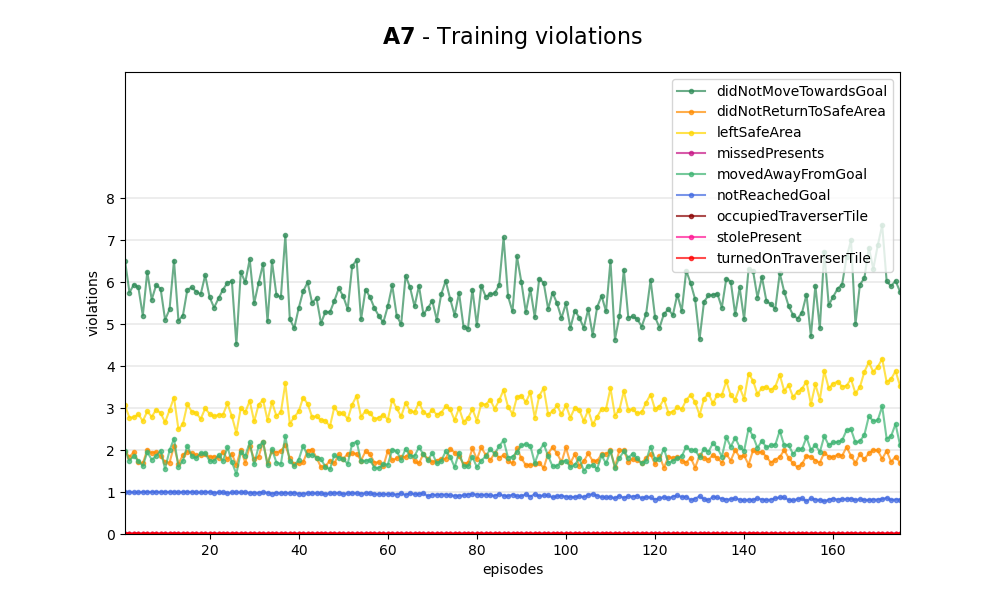 A7 - Training violations
didNotMoveTowardsGoal
didNotReturnToSafeArea
leftSafeArea
missedPresents
movedAwayFromGoal
notReachedGoal
occupiedTraverserTile
stolePresent
turnedOnTraverserTile
violations
8
7
6
5
4
3
2
1
0
20 40 60 80 100 120 140 160
episodes